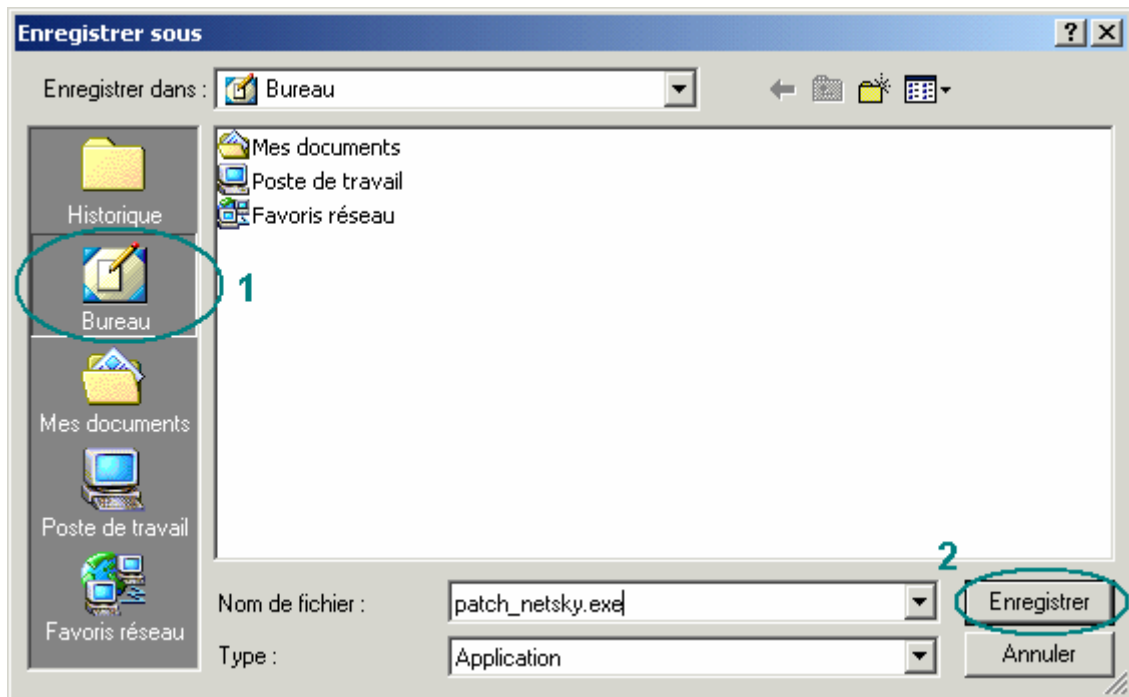 Enregistrer sous
Enregistrer dans : Bureau
Mes documents
Poste de travail
Favoris réseau
Historique
Bureau
1
Mes documents
Poste de travail
Favoris réseau
2
Nom de fichier : patch_netsky.exe Enregistrer
Type : Application Annuler